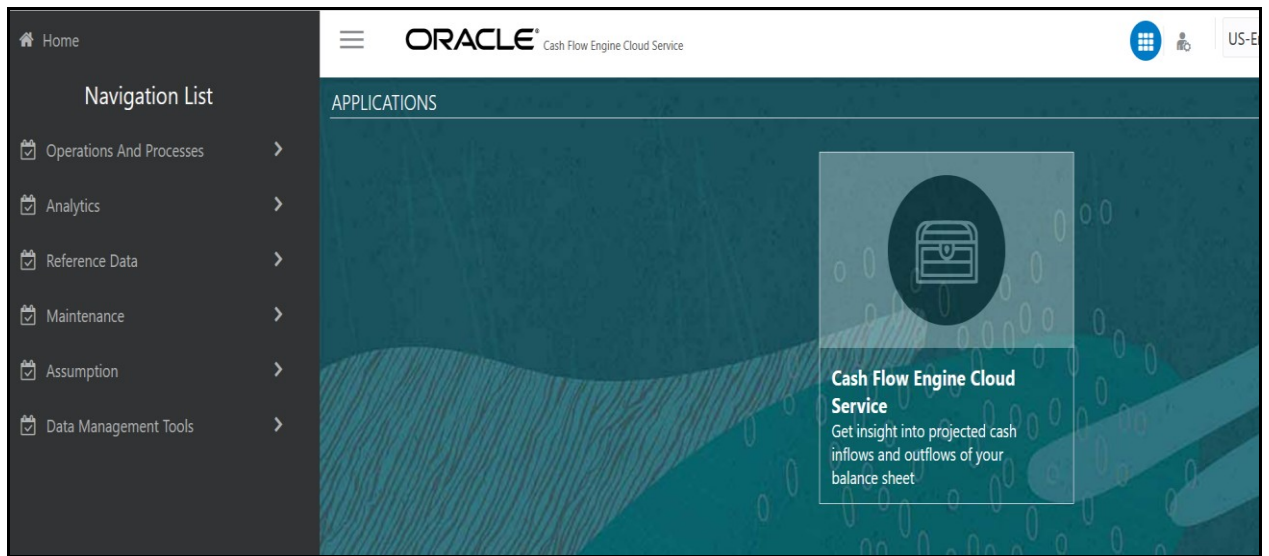 Home
Navigation List
Operations And Processes
Analytics
Reference Data
Maintenance
Assumption
Data Management Tools
ORACLE® Cash Flow Engine Cloud Service
US-E
APPLICATIONS
Cash Flow Engine Cloud
Service
Get insight into projected cash
inflows and outflows of your
balance sheet